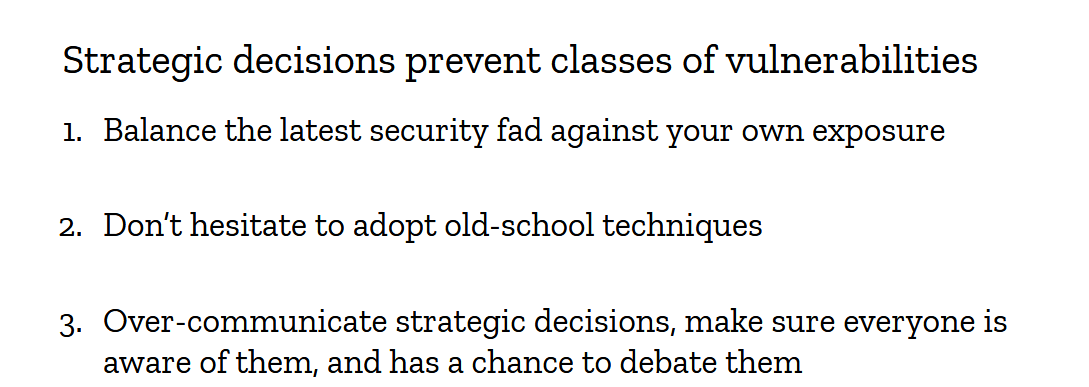 Strategic decisions prevent classes of vulnerabilities
1. Balance the latest security fad against your own exposure
2. Don’t hesitate to adopt old-school techniques
3. Over-communicate strategic decisions, make sure everyone is
aware of them, and has a chance to debate them